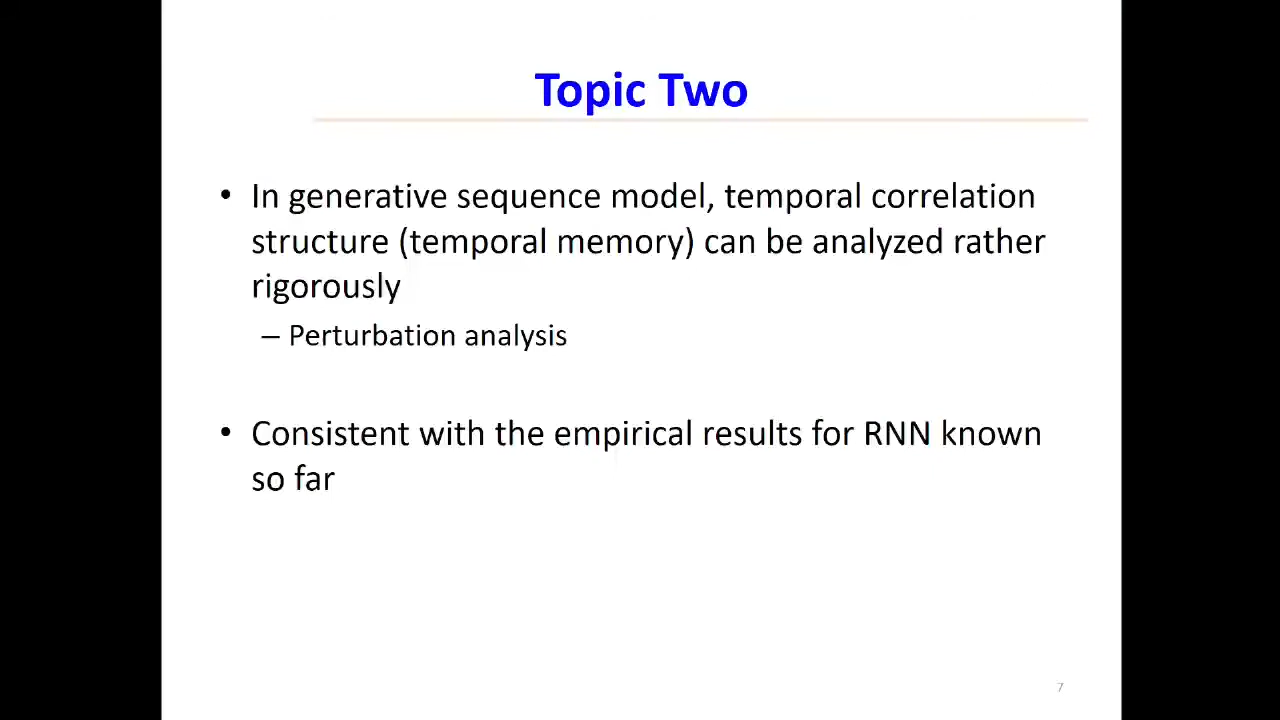 Topic Two
• In generative sequence model, temporal correlation
structure (temporal memory) can be analyzed rather
rigorously
– Perturbation analysis
• Consistent with the empirical results for RNN known
so far
7